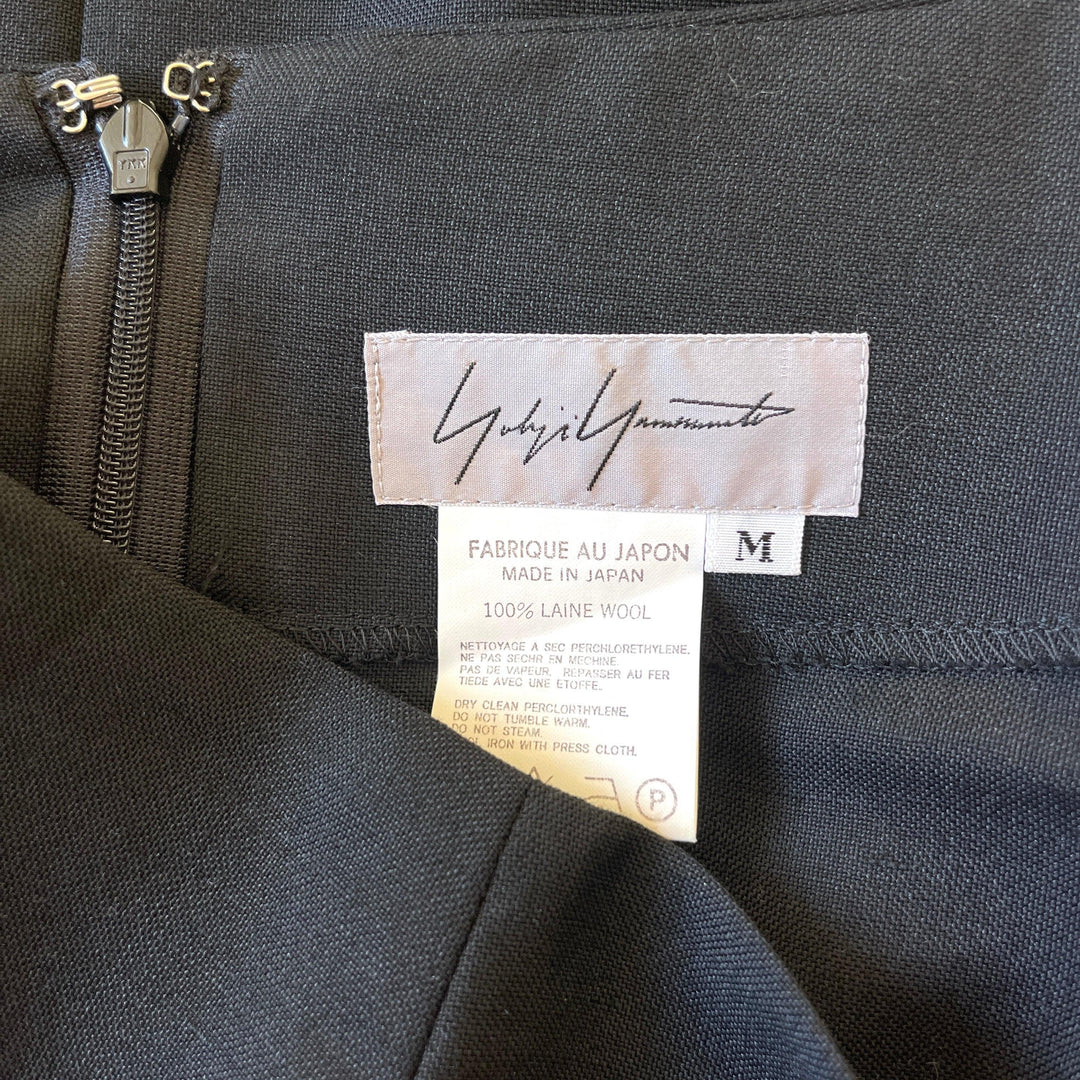 YKK
Yohji Yamamoto
M
FABRIQUE AU JAPON
MADE IN JAPAN
100% LAINE WOOL
NETTOYAGE A SEC PERCHLORETHYLENE.
NE PAS SECHR EN MECHINE.
PAS DE VAPEUR, REPASSER AU FER
TIEDE AVEC UNE ETOFFE.
DRY CLEAN PERCLORTHYLENE.
DO NOT TUMBLE WARM.
DO NOT STEAM.
IRON WITH PRESS CLOTH.
P